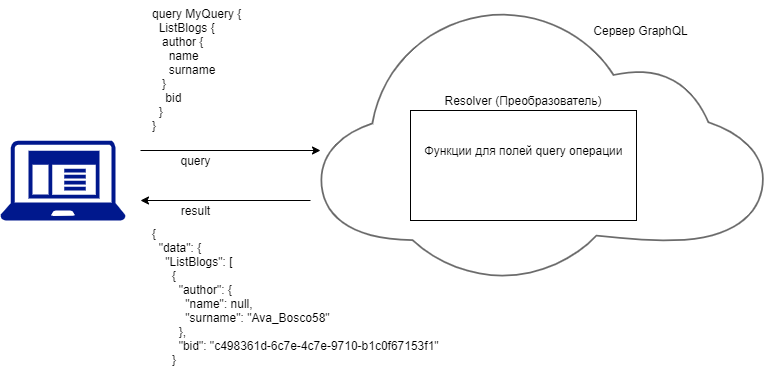 query MyQuery {
ListBlogs {
author {
name
surname
}
bid
}
}
Сервер GraphQL
Resolver (Преобразователь)
Функции для полей query операции
query
result
{
"data": {
"ListBlogs": [
{
"author": {
"name": null,
"surname": "Ava_Bosco58"
},
"bid": "c498361d-6c7e-4c7e-9710-b1c0f67153f1"
}